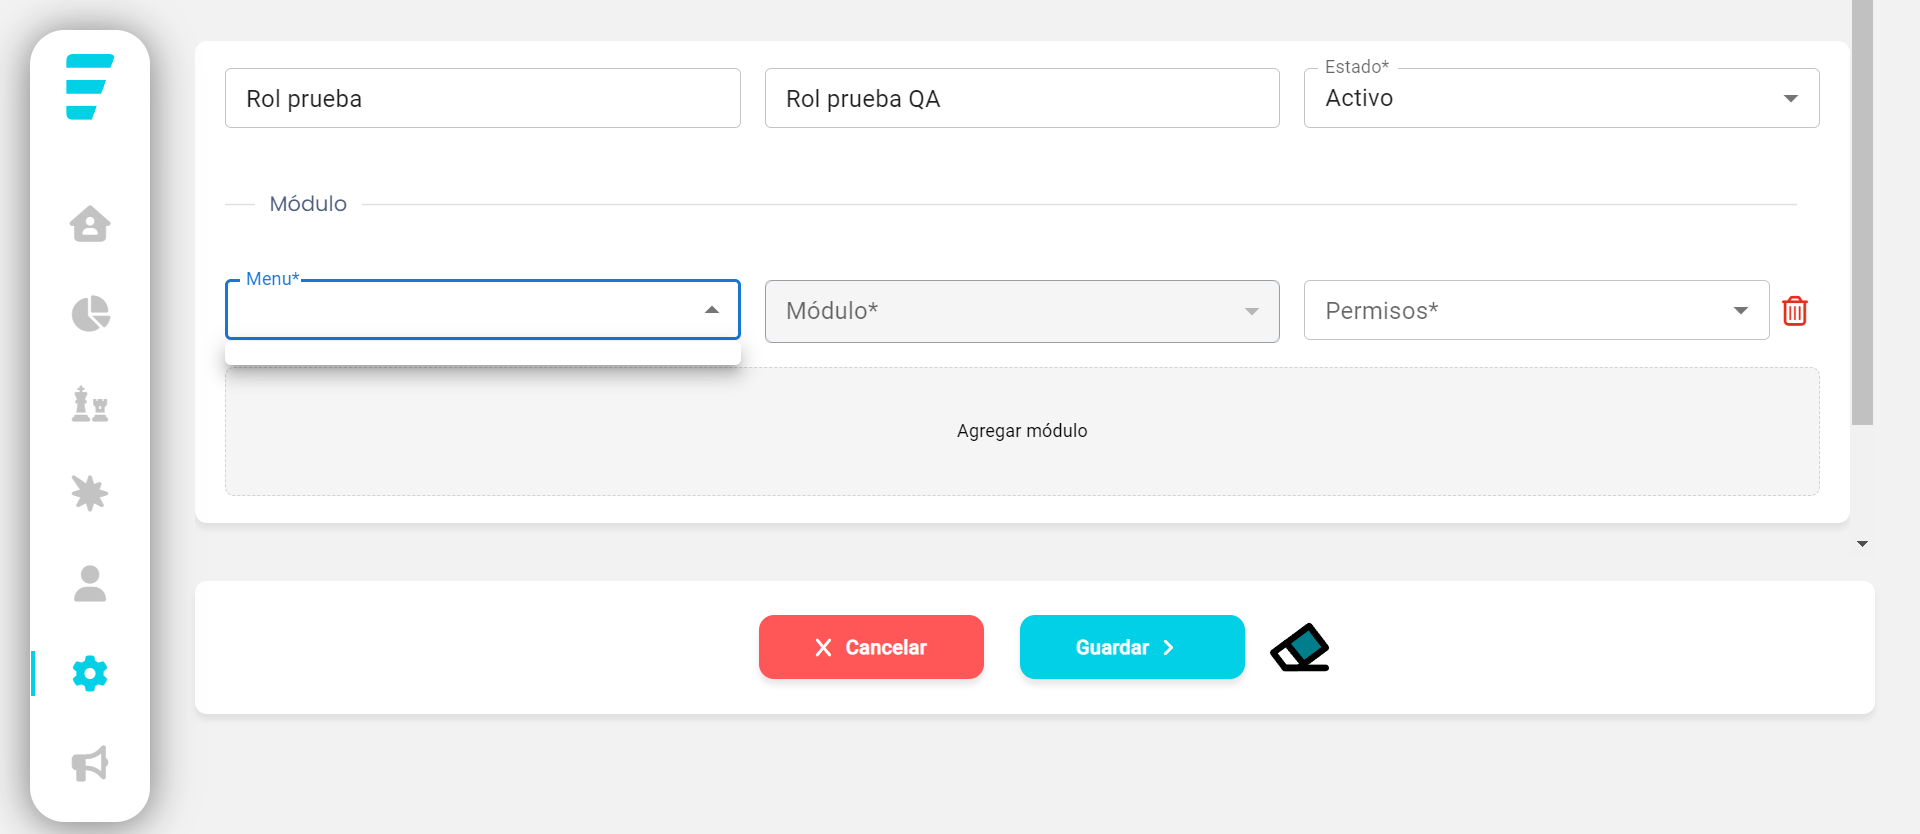 Estado*
Rol prueba
Rol prueba QA
Activo
Módulo
Menu*
Módulo*
Permisos*
Agregar módulo
Cancelar
Guardar